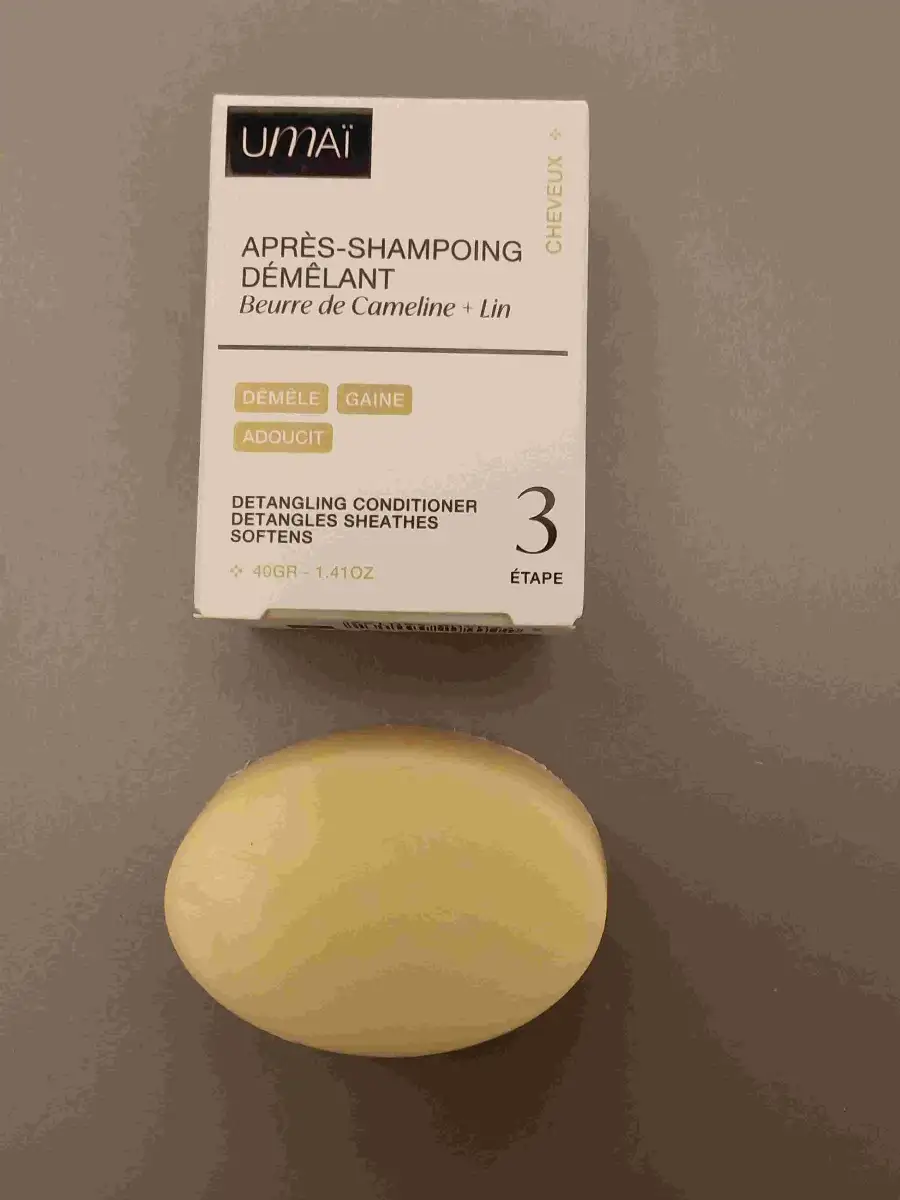 UMAÏ
CHEVEUX
APRÈS-SHAMPOING
DÉMÊLANT
Beurre de Cameline + Lin
DÉMÊLE GAINE
ADOUCIT
DETANGLING CONDITIONER
DETANGLES SHEATHES
SOFTENS
40GR - 1.41OZ
3
ÉTAPE